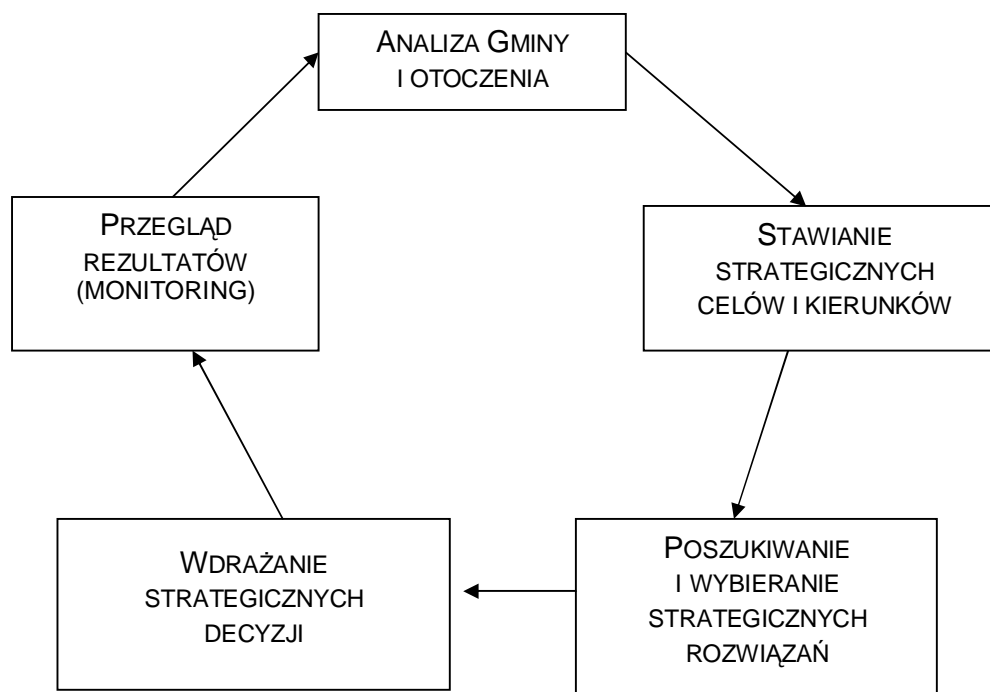 ANALIZA GMINY
I OTOCZENIA
PRZEGLĄD
REZULTATÓW
(MONITORING)
STAWIANIE
STRATEGICZNYCH
CELÓW I KIERUNKÓW
WDRAŻANIE
STRATEGICZNYCH
DECYZJI
POSZUKIWANIE
I WYBIERANIE
STRATEGICZNYCH
ROZWIĄZAŃ